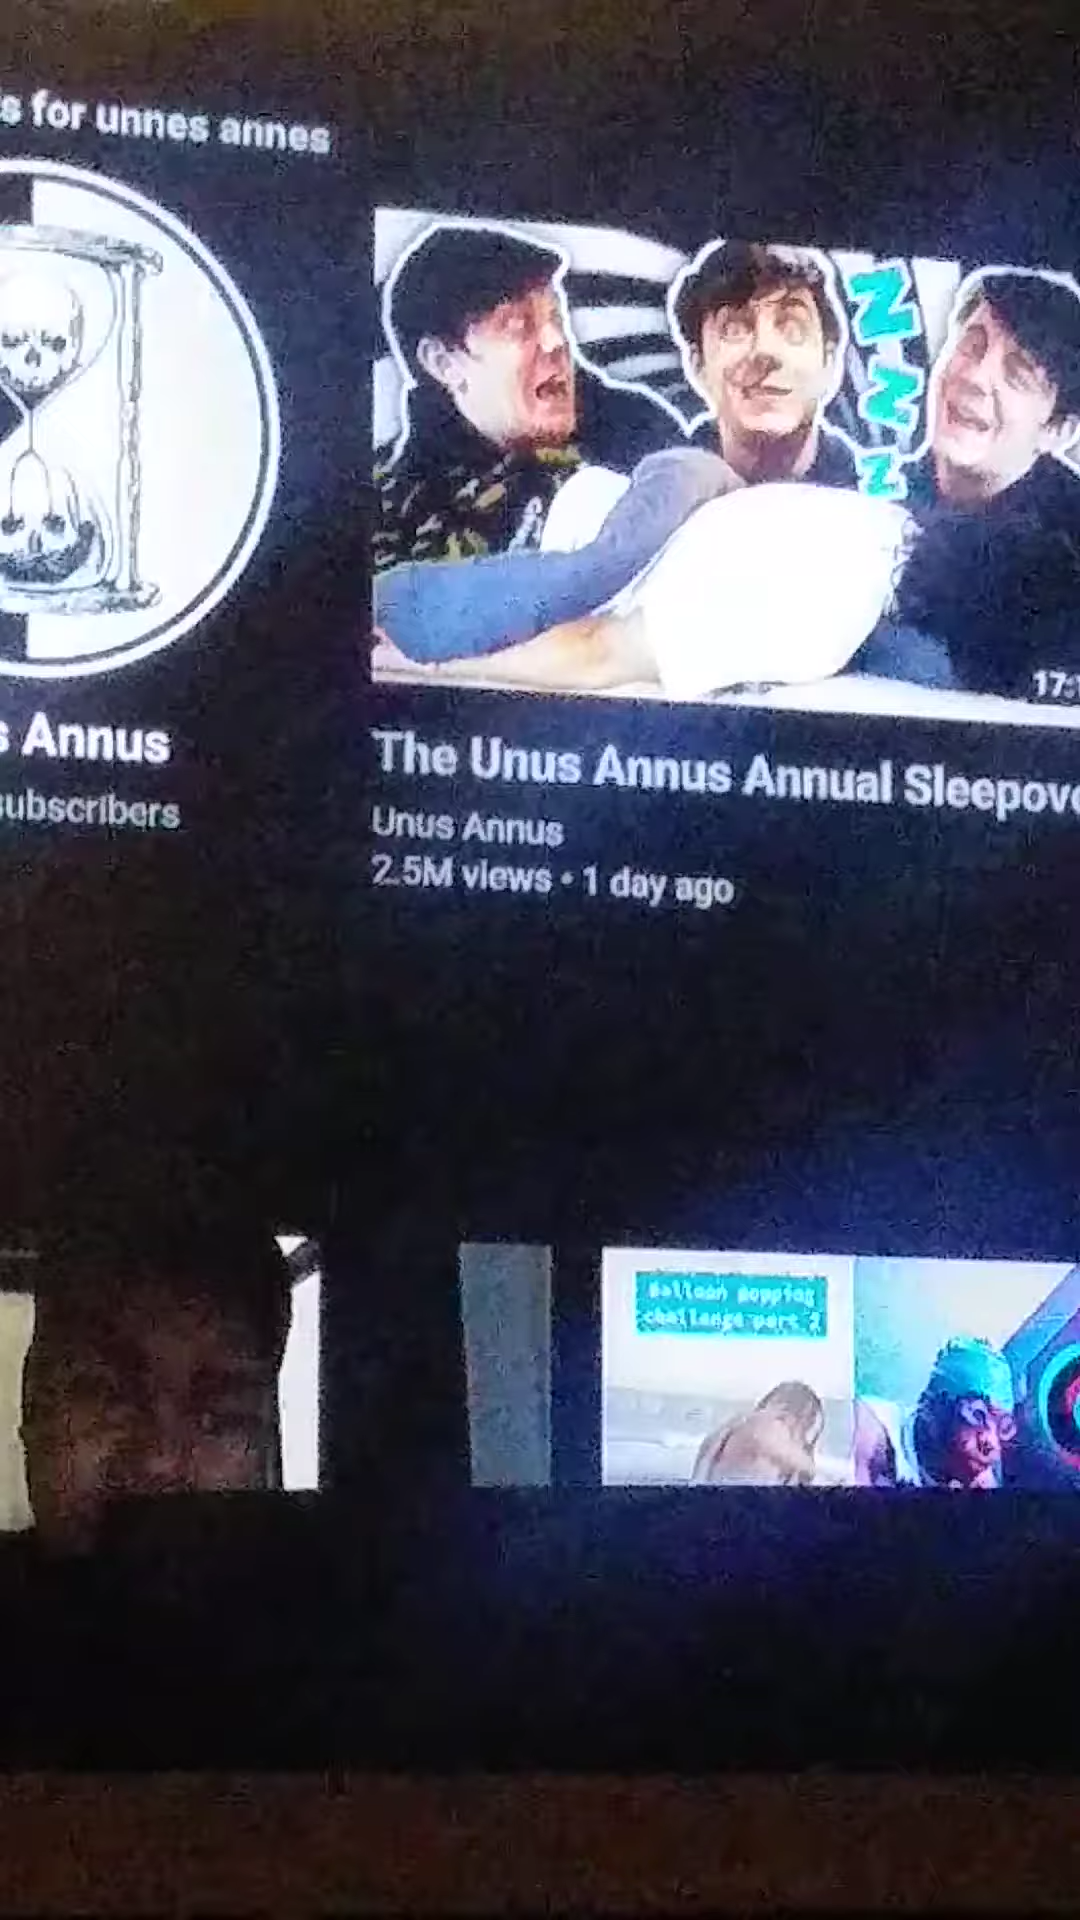 s for unnes annes
N
N
N
17:
s Annus
subscribers
The Unus Annus Annual Sleepove
Unus Annus
2.5M views • 1 day ago
Balloon popping
challenge part 2